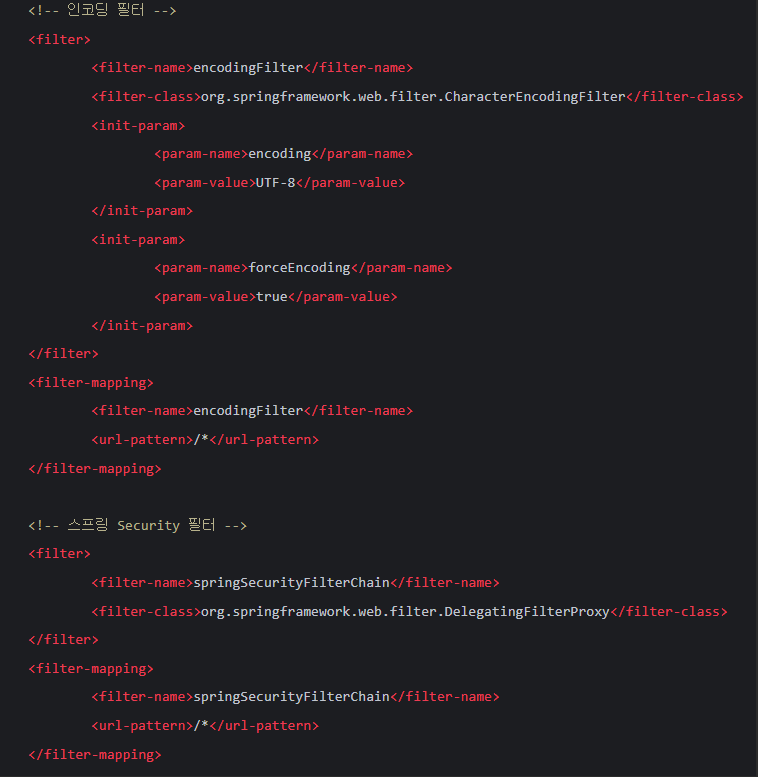 <!-- 인코딩 필터 -->
<filter>
<filter-name>encodingFilter</filter-name>
<filter-class>org.springframework.web.filter.CharacterEncodingFilter</filter-class>
<init-param>
<param-name>encoding</param-name>
<param-value>UTF-8</param-value>
</init-param>
<init-param>
<param-name>forceEncoding</param-name>
<param-value>true</param-value>
</init-param>
</filter>
<filter-mapping>
<filter-name>encodingFilter</filter-name>
<url-pattern>/*</url-pattern>
</filter-mapping>
<!-- 스프링 Security 필터 -->
<filter>
<filter-name>springSecurityFilterChain</filter-name>
<filter-class>org.springframework.web.filter.DelegatingFilterProxy</filter-class>
</filter>
<filter-mapping>
<filter-name>springSecurityFilterChain</filter-name>
<url-pattern>/*</url-pattern>
</filter-mapping>